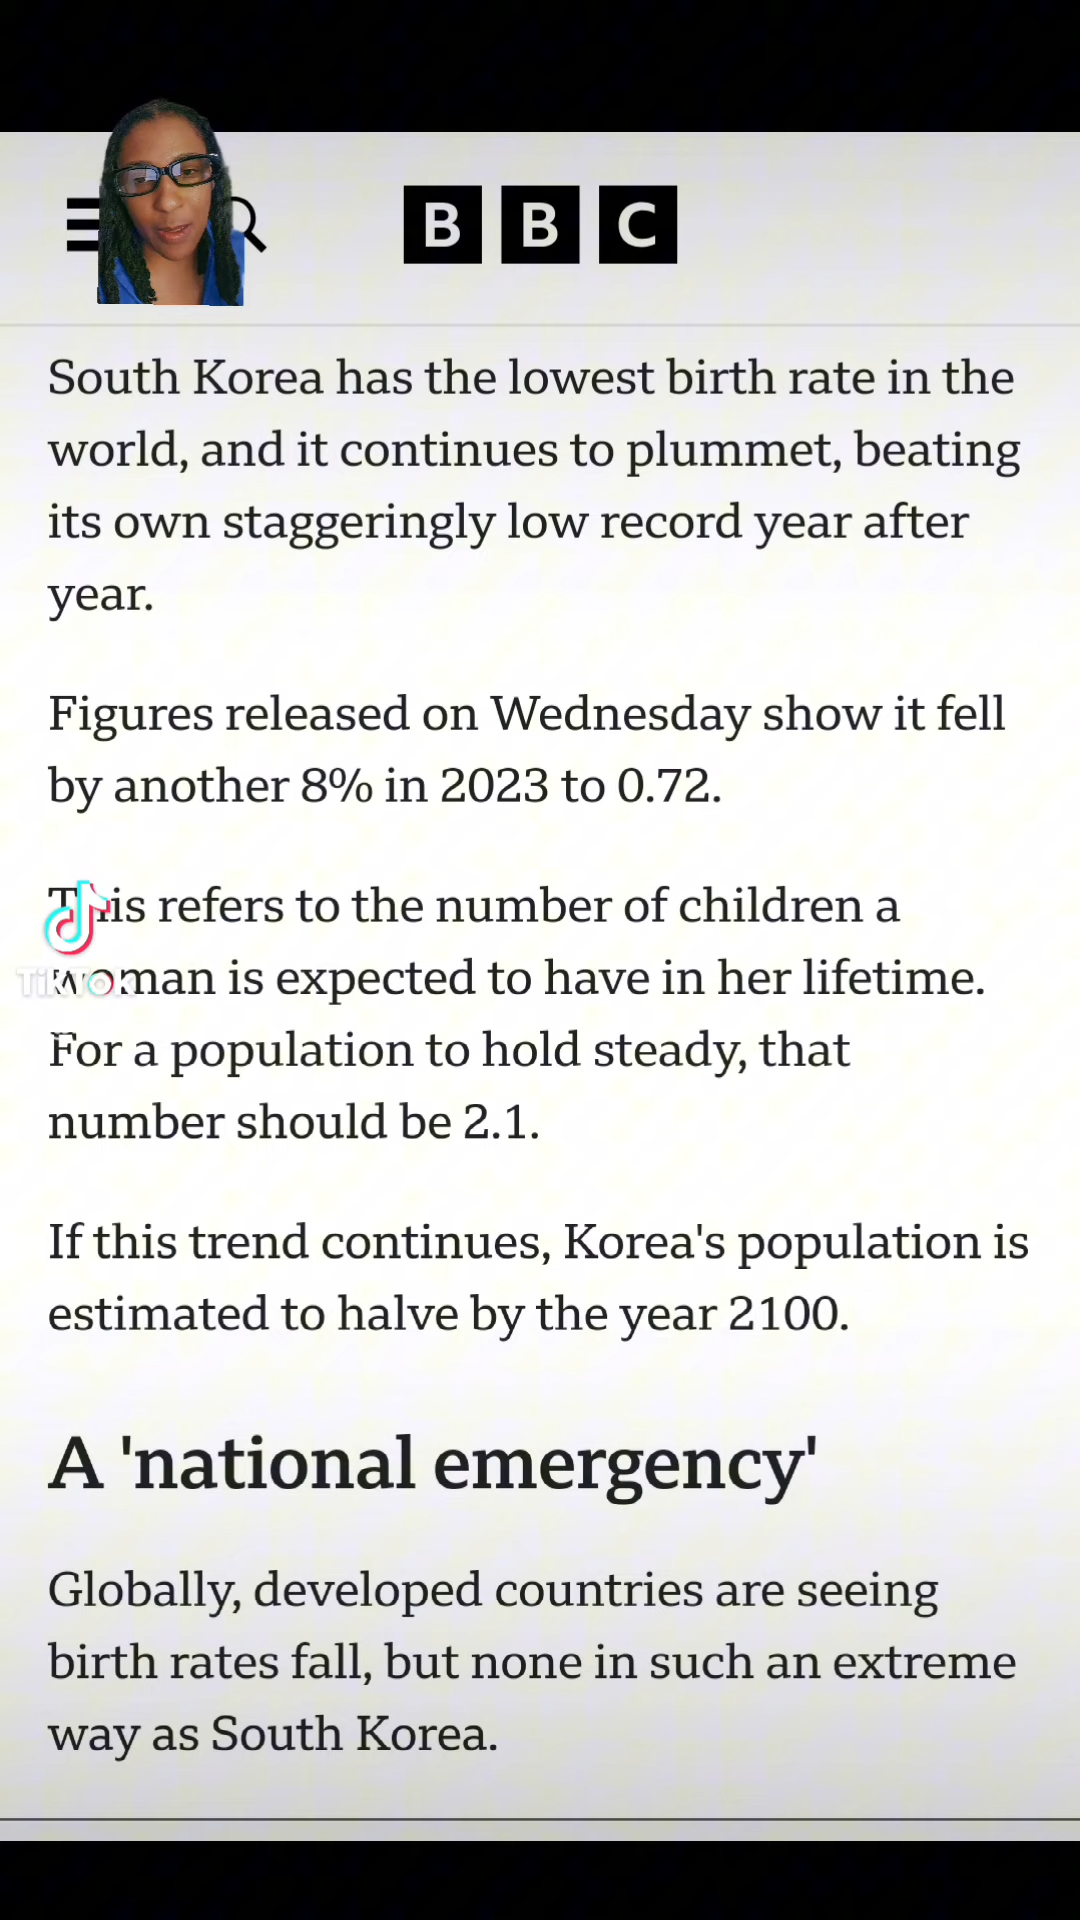 BBC
South Korea has the lowest birth rate in the
world, and it continues to plummet, beating
its own staggeringly low record year after
year.
Figures released on Wednesday show it fell
by another 8% in 2023 to 0.72.
This refers to the number of children a
woman is expected to have in her lifetime.
TikTok
For a population to hold steady, that
number should be 2.1.
If this trend continues, Korea's population is
estimated to halve by the year 2100.
A 'national emergency'
Globally, developed countries are seeing
birth rates fall, but none in such an extreme
way as South Korea.